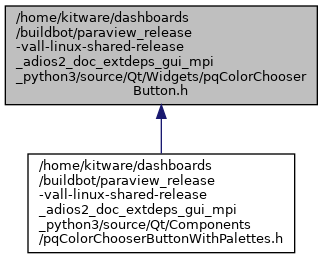 /home/kitware/dashboards
/buildbot/paraview_release
-vall-linux-shared-release
_adios2_doc_extdeps_gui_mpi
_python3/source/Qt/Widgets/pqColorChooser
Button.h
/home/kitware/dashboards
/buildbot/paraview_release
-vall-linux-shared-release
_adios2_doc_extdeps_gui_mpi
_python3/source/Qt/Components
/pqColorChooserButtonWithPalettes.h